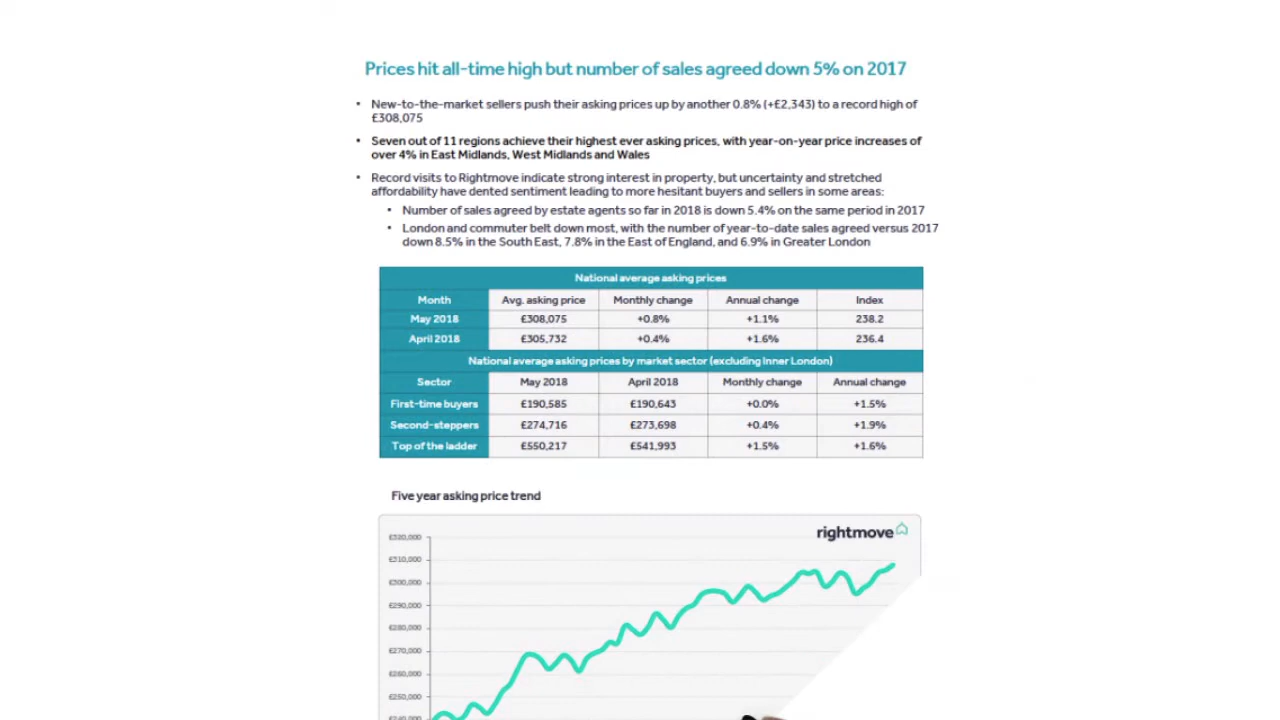 Prices hit all-time high but number of sales agreed down 5% on 2017
• New-to-the-market sellers push their asking prices up by another 0.8% (+£2,343) to a record high of
£308,075
• Seven out of 11 regions achieve their highest ever asking prices, with year-on-year price increases of
over 4% in East Midlands, West Midlands and Wales
• Record visits to Rightmove indicate strong interest in property, but uncertainty and stretched
affordability have dented sentiment leading to more hesitant buyers and sellers in some areas:
• Number of sales agreed by estate agents so far in 2018 is down 5.4% on the same period in 2017
• London and commuter belt down most, with the number of year-to-date sales agreed versus 2017
down 8.5% in the South East, 7.8% in the East of England, and 6.9% in Greater London
National average asking prices
Month Avg. asking price Monthly change Annual change Index
May 2018 £308,075 +0.8% +1.1% 238.2
April 2018 £305,732 +0.4% +1.6% 236.4
National average asking prices by market sector (excluding Inner London)
Sector May 2018 April 2018 Monthly change Annual change
First-time buyers £190,585 £190,643 +0.0% +1.5%
Second-steppers £274,716 £273,698 +0.4% +1.9%
Top of the ladder £550,217 £541,993 +1.5% +1.6%
Five year asking price trend
rightmove
£320,000
£310,000
£300,000
£290,000
£280,000
£270,000
£260,000
£250,000
£240,000